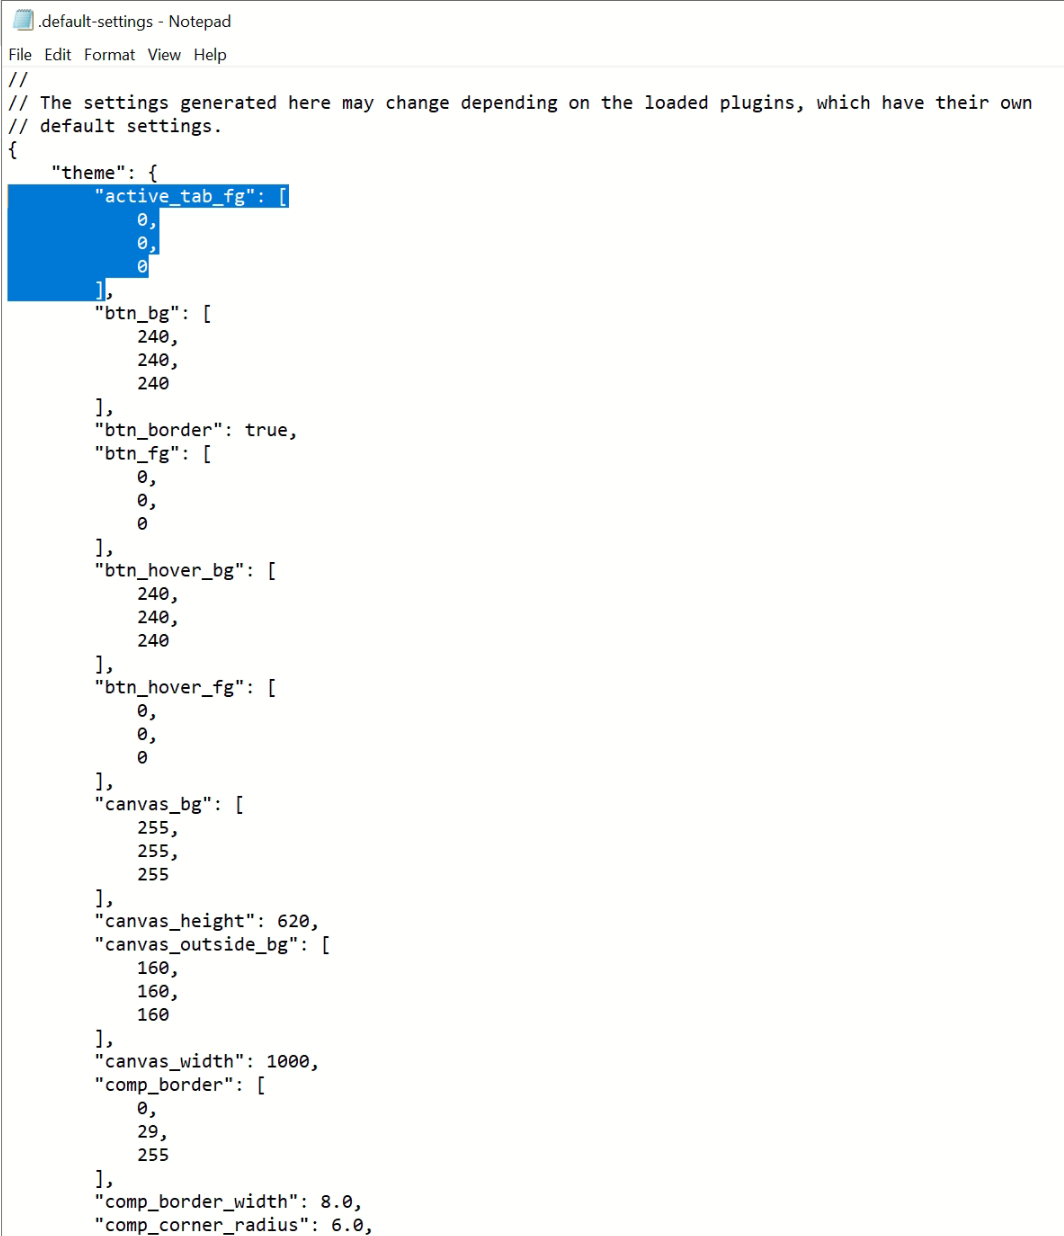 .default-settings - Notepad
File Edit Format View Help
//
// The settings generated here may change depending on the loaded plugins, which have their own
// default settings.
{
    "theme": {
        "active_tab_fg": [
            0,
            0,
            0
        ],
        "btn_bg": [
            240,
            240,
            240
        ],
        "btn_border": true,
        "btn_fg": [
            0,
            0,
            0
        ],
        "btn_hover_bg": [
            240,
            240,
            240
        ],
        "btn_hover_fg": [
            0,
            0,
            0
        ],
        "canvas_bg": [
            255,
            255,
            255
        ],
        "canvas_height": 620,
        "canvas_outside_bg": [
            160,
            160,
            160
        ],
        "canvas_width": 1000,
        "comp_border": [
            0,
            29,
            255
        ],
        "comp_border_width": 8.0,
        "comp_corner_radius": 6.0,